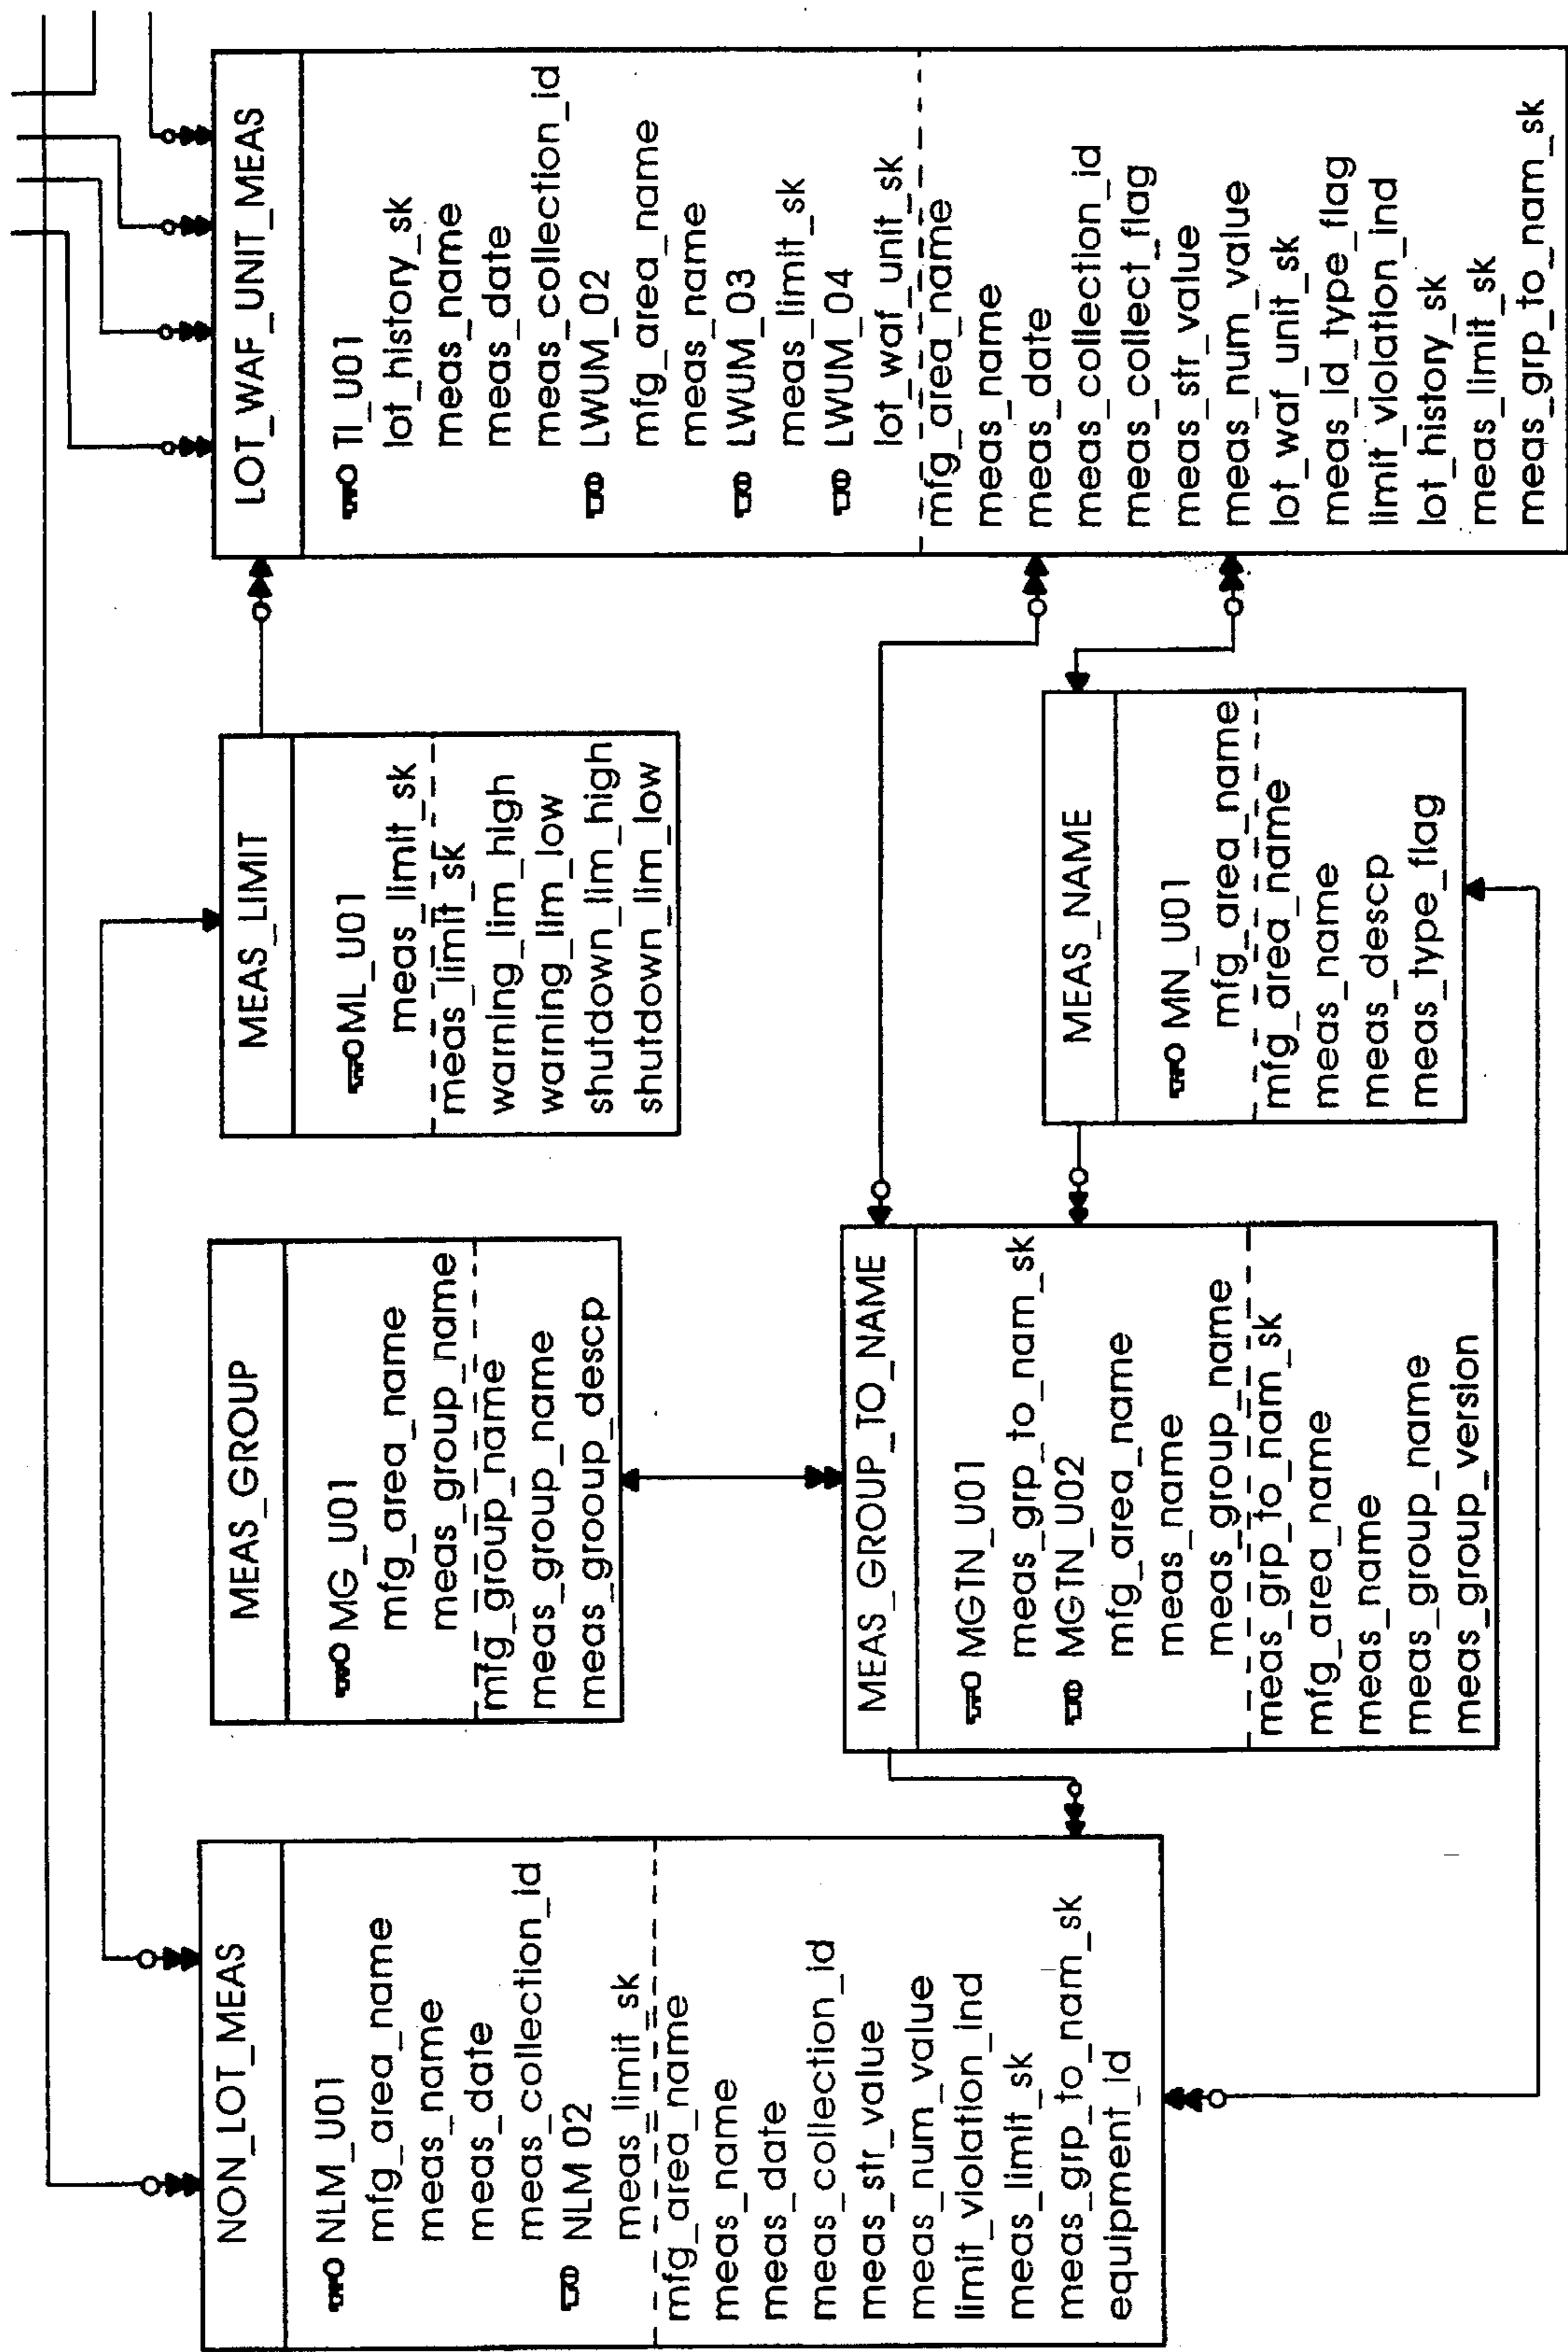 NON_LOT_MEAS
NLM_U01
mfg_area_name
meas_name
meas_date
meas_collection_id
NLM 02
meas_limit_sk
mfg_area_name
meas_name
meas_date
meas_collection_id
meas_str_value
meas_num_value
limit_violation_ind
meas_limit_sk
meas_grp_to_nam_sk
equipment_id
MEAS_GROUP
MG_U01
mfg_area_name
meas_group_name
mfg_group_name
meas_group_name
meas_grooup_descp
MEAS_GROUP_TO_NAME
MGTN_U01
meas_grp_to_nam_sk
MGTN_U02
mfg_area_name
meas_name
meas_group_name
meas_grp_to_nam_sk
mfg_area_name
meas_name
meas_group_name
meas_group_version
MEAS_LIMIT
ML_U01
meas_limit_sk
meas_limit_sk
warning_lim_high
warning_lim_low
shutdown_lim_high
shutdown_lim_low
MEAS_NAME
MN_U01
mfg_area_name
mfg_area_name
meas_name
meas_descp
meas_type_flag
LOT_WAF_UNIT_MEAS
TI_U01
lot_history_sk
meas_name
meas_date
meas_collection_id
LWUM_02
mfg_area_name
meas_name
LWUM_03
meas_limit_sk
LWUM_04
lot_waf_unit_sk
mfg_area_name
meas_name
meas_date
meas_collection_id
meas_collect_flag
meas_str_value
meas_num_value
lot_waf_unit_sk
meas_id_type_flag
limit_violation_ind
lot_history_sk
meas_limit_sk
meas_grp_to_nam_sk